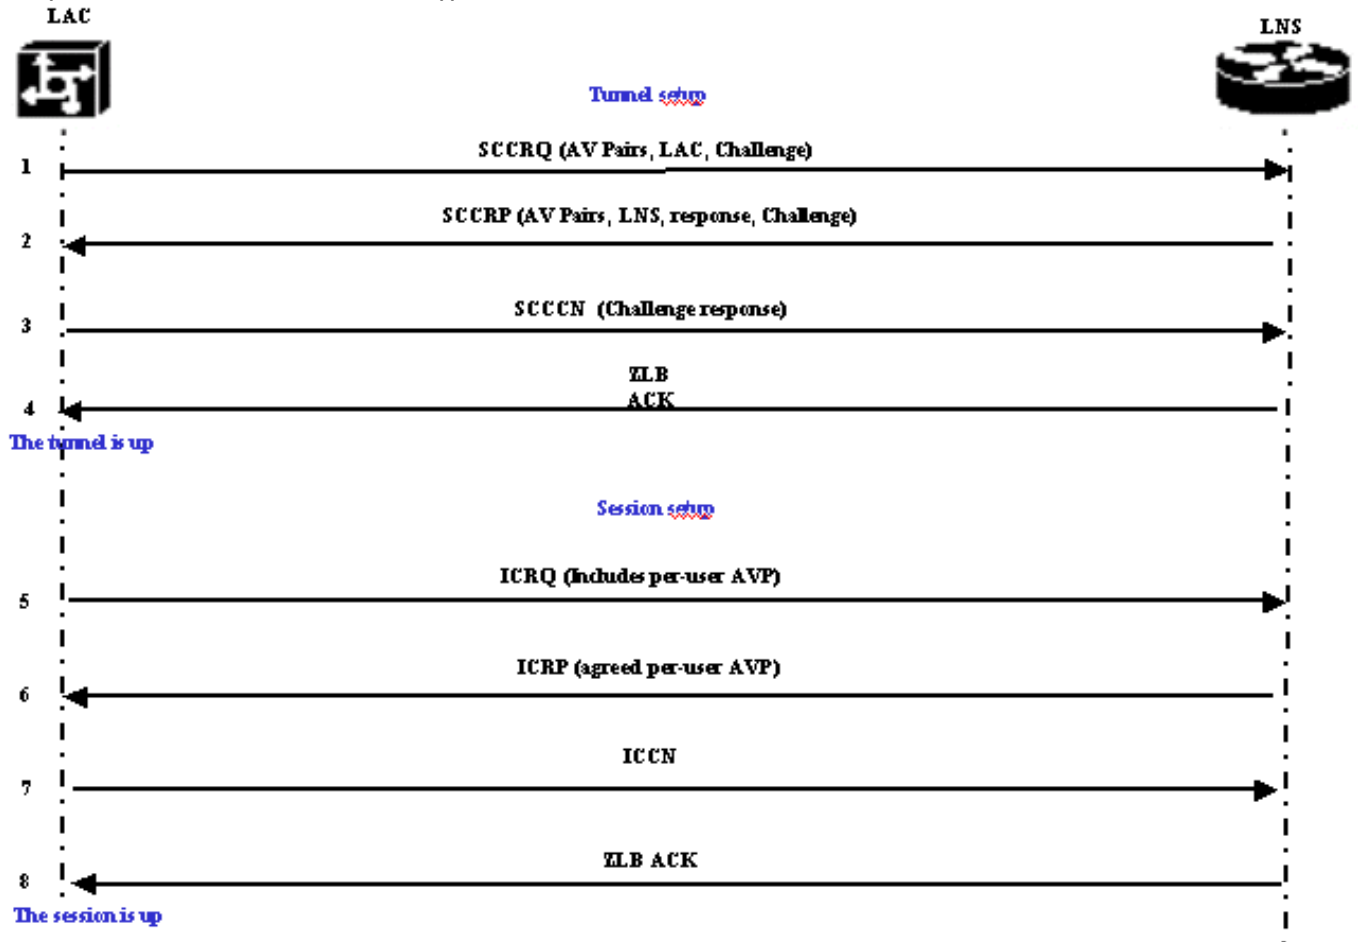 LAC
LNS
Tunnel setup
1
SCCRQ (AV Pairs, LAC, Challenge)
SCCRP (AV Pairs, LNS, response, Challenge)
2
SCCCN (Challenge response)
3
ZLB
ACK
4
The tunnel is up
Session setup
ICRQ (Includes per-user AVP)
5
ICRP (agreed per-user AVP)
6
ICCN
7
ZLB ACK
8
The session is up